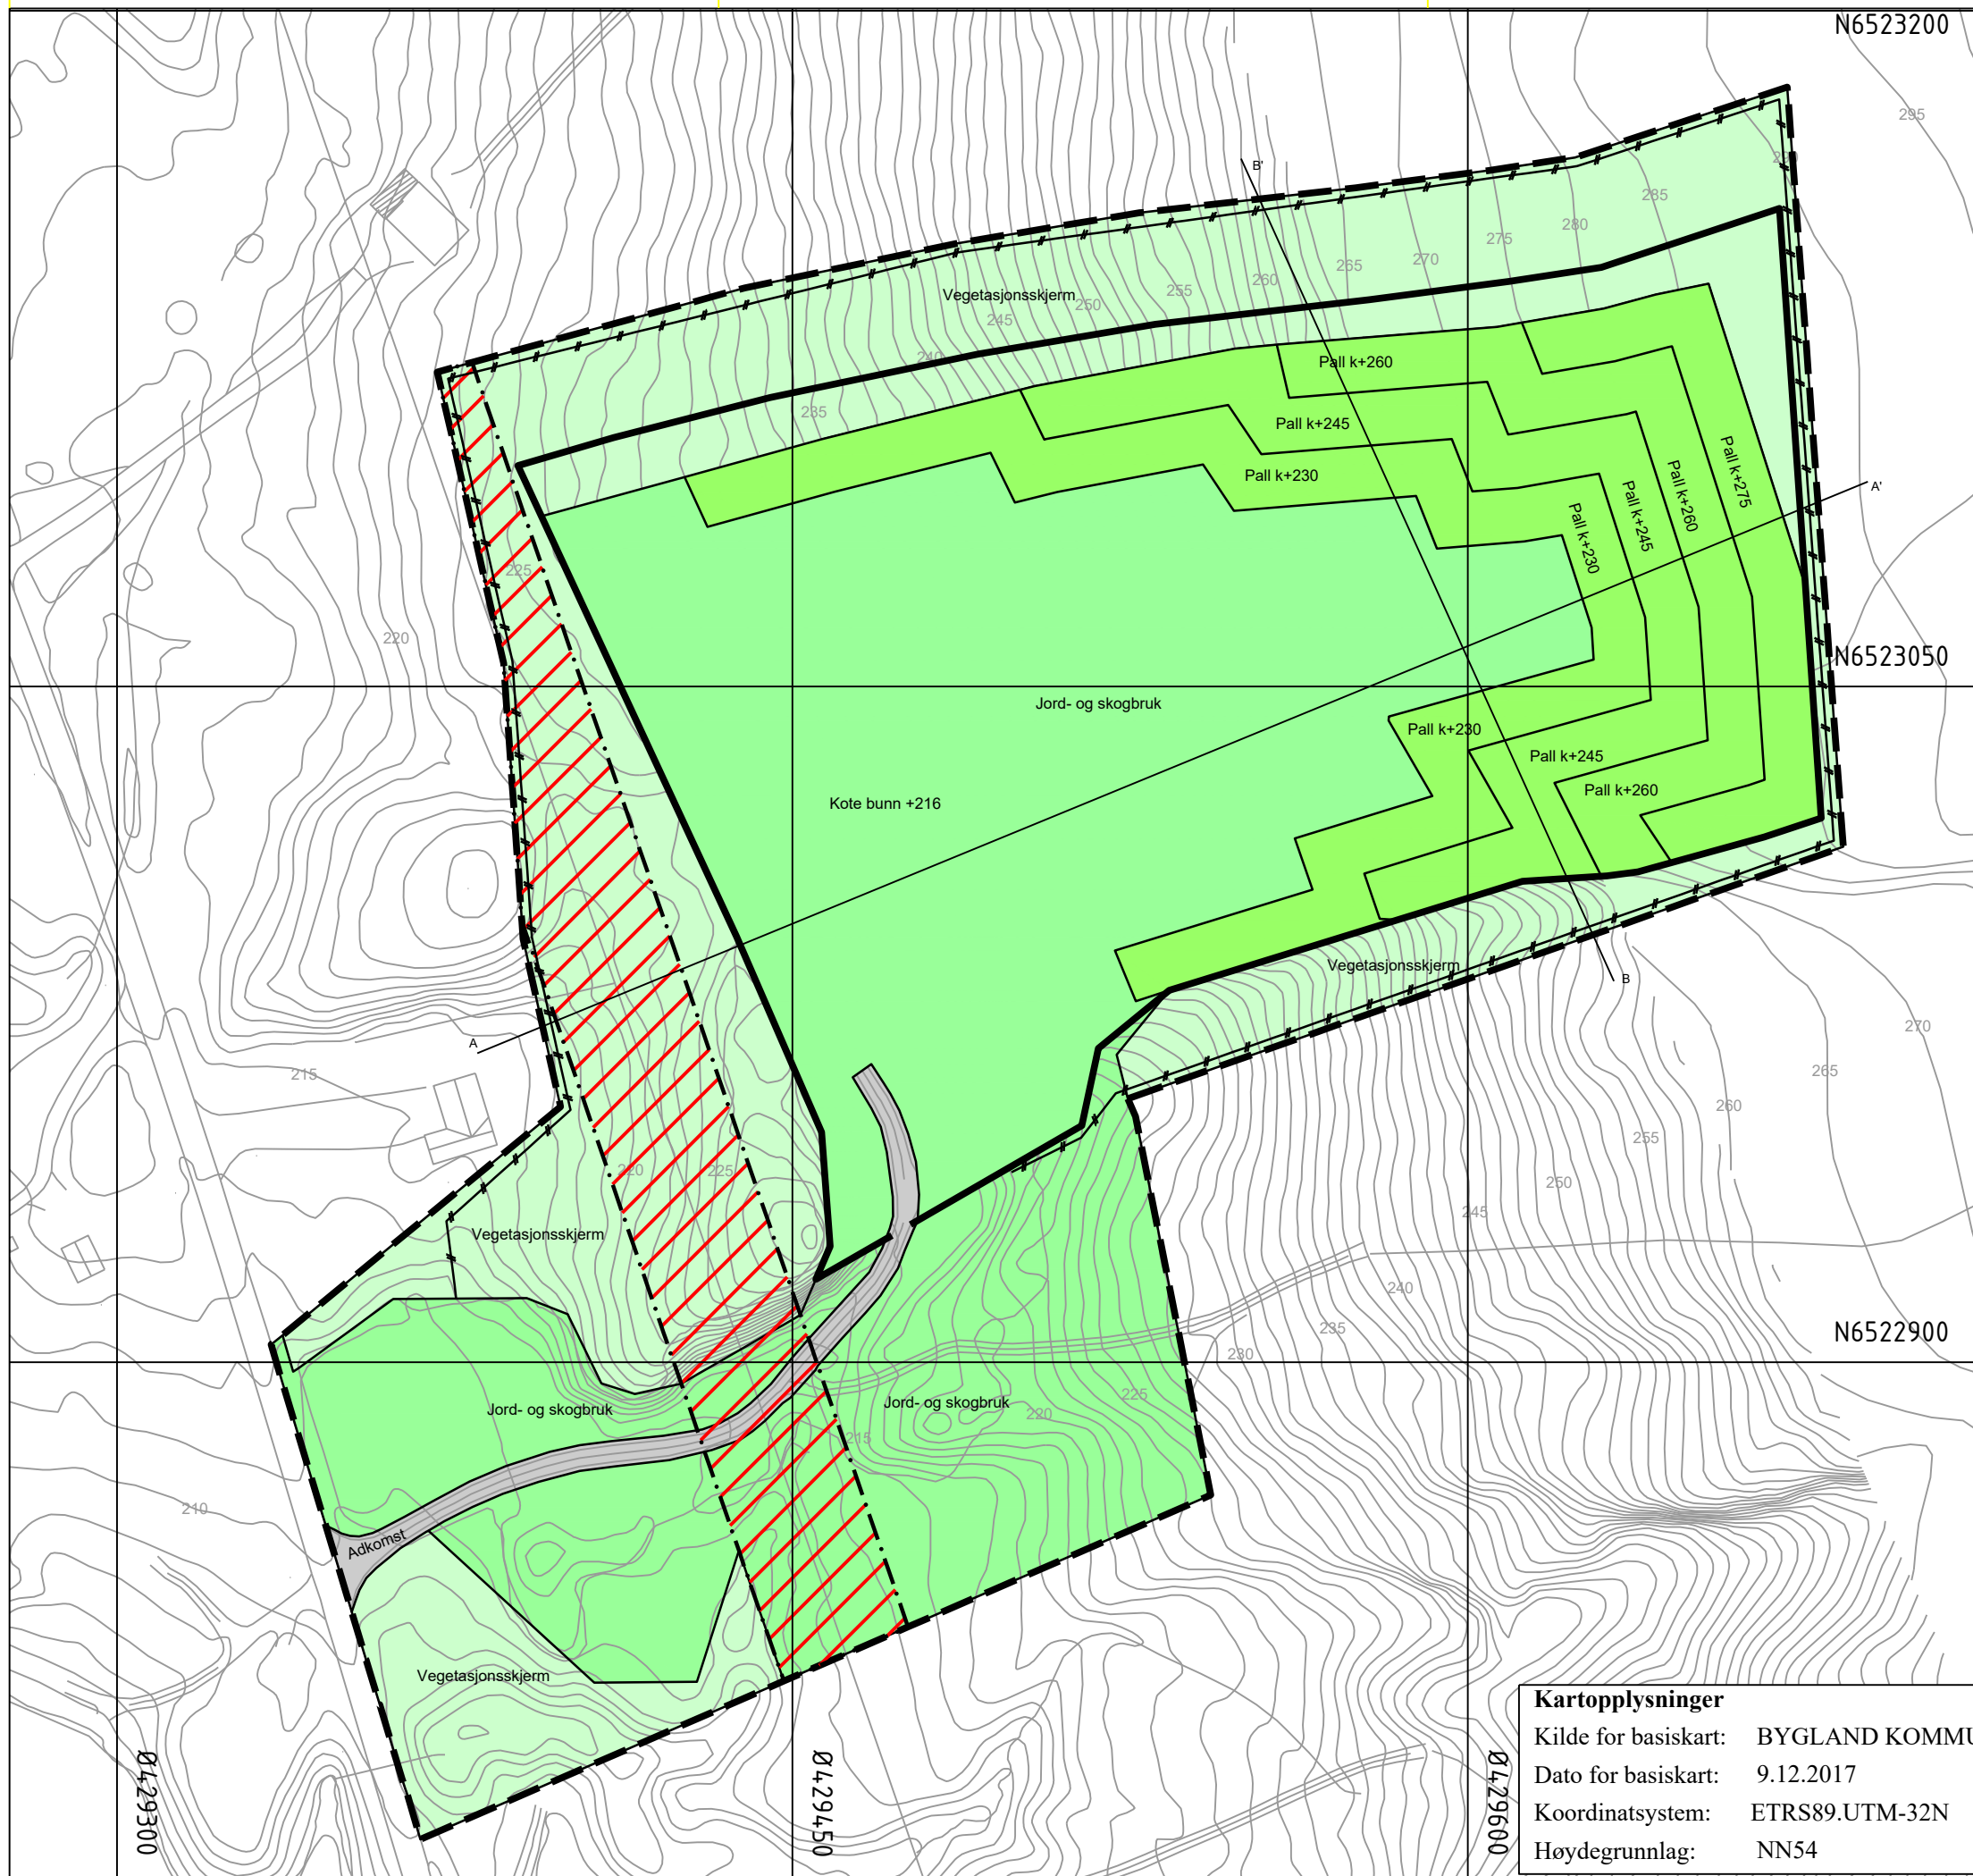 N6523200
295
290
285
280
275
270
265
260
255
250
245
240
235
B'
Vegetasjonsskjerm
Pall k+260
Pall k+245
Pall k+230
Pall k+275
Pall k+260
Pall k+245
Pall k+230
A'
225
220
N6523050
Jord- og skogbruk
Pall k+230
Pall k+245
Pall k+260
Kote bunn +216
Vegetasjonsskjerm
B
A
215
270
265
260
255
250
245
240
235
230
225
220
215
220
225
Vegetasjonsskjerm
N6522900
Jord- og skogbruk
Jord- og skogbruk
210
Adkomst
Vegetasjonsskjerm
Ø429300
Ø429450
Ø429600
Kartopplysninger
Kilde for basiskart: BYGLAND KOMMU
Dato for basiskart: 9.12.2017
Koordinatsystem: ETRS89.UTM-32N
Høydegrunnlag: NN54